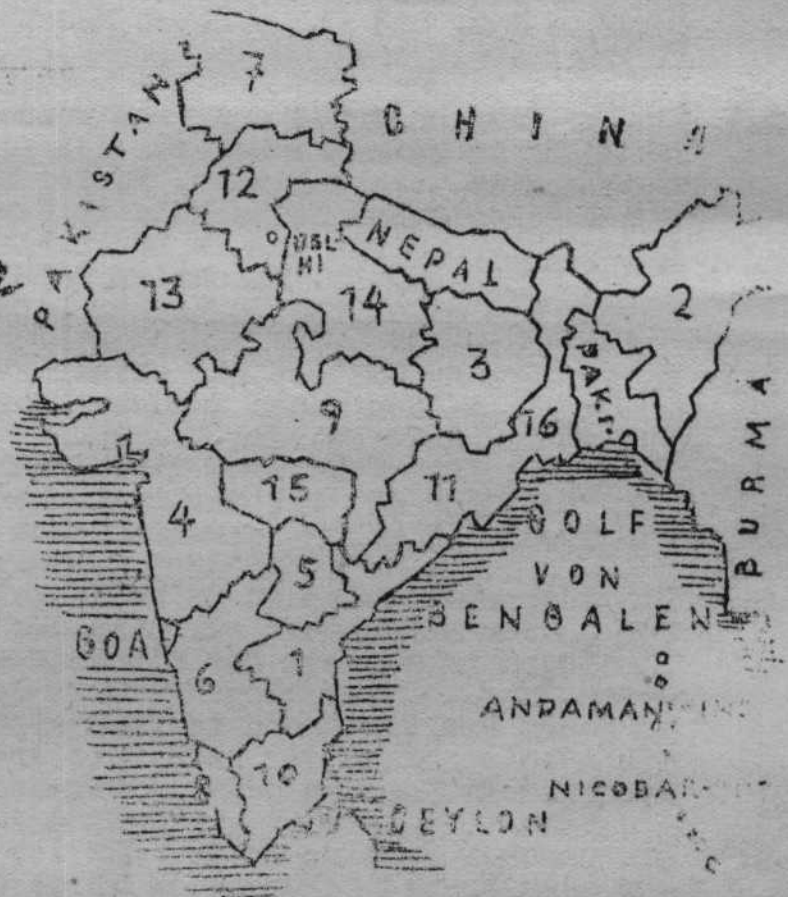 7
CHINA
PAKISTAN
12
NEPAL
DEL-
HI
13
14
2
3
PAK.
9
16
BURMA
15
11
4
GOLF
VON
BENGALEN
5
GOA
1
6
ANDAMAN
8
10
NICOBAR
CEYLON